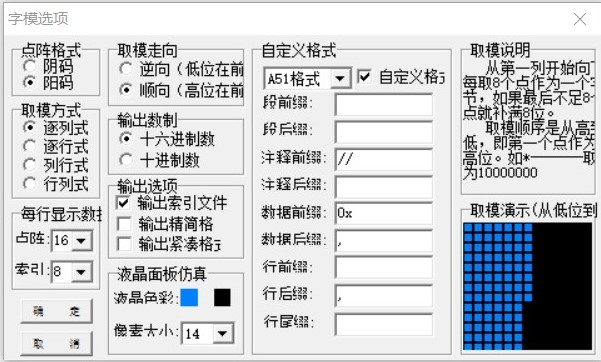 字模选项
点阵格式
阴码
阳码
取模方式
逐列式
逐行式
列行式
行列式
每行显示数据
点阵: 16
索引: 8
确 定
取 消
取模走向
逆向（低位在前
顺向（高位在前
输出数制
十六进制数
十进制数
输出选项
输出索引文件
输出精简格
输出紧凑格式
液晶面板仿真
液晶色彩:
像素大小: 14
自定义格式
A51格式 自定义格式
段前缀:
段后缀:
注释前缀: //
注释后缀:
数据前缀: 0x
数据后缀: ,
行前缀:
行后缀: ,
行尾缀:
取模说明
从第一列开始向下
每取8个点作为一个字
节，如果最后不足8个
点就补满8位。
取模顺序是从高到
低，即第一个点作为
高位。如*-------取
为10000000
取模演示(从低位到